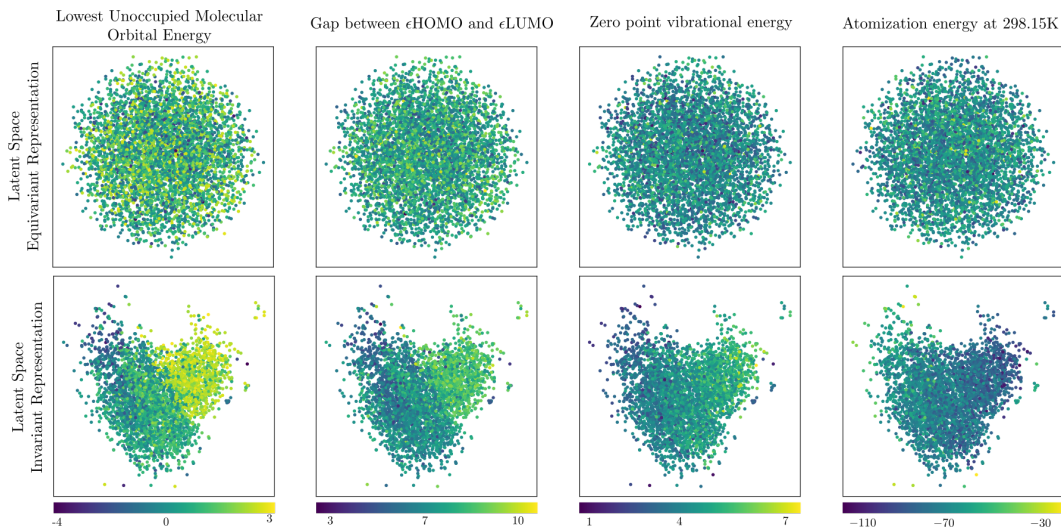 Lowest Unoccupied Molecular
Orbital Energy
Gap between ϵHOMO and ϵLUMO
Zero point vibrational energy
Atomization energy at 298.15K
Latent Space
Equivariant Representation
Latent Space
Invariant Representation
-4 0 3
3 7 10
1 4 7
−110 −70 −30